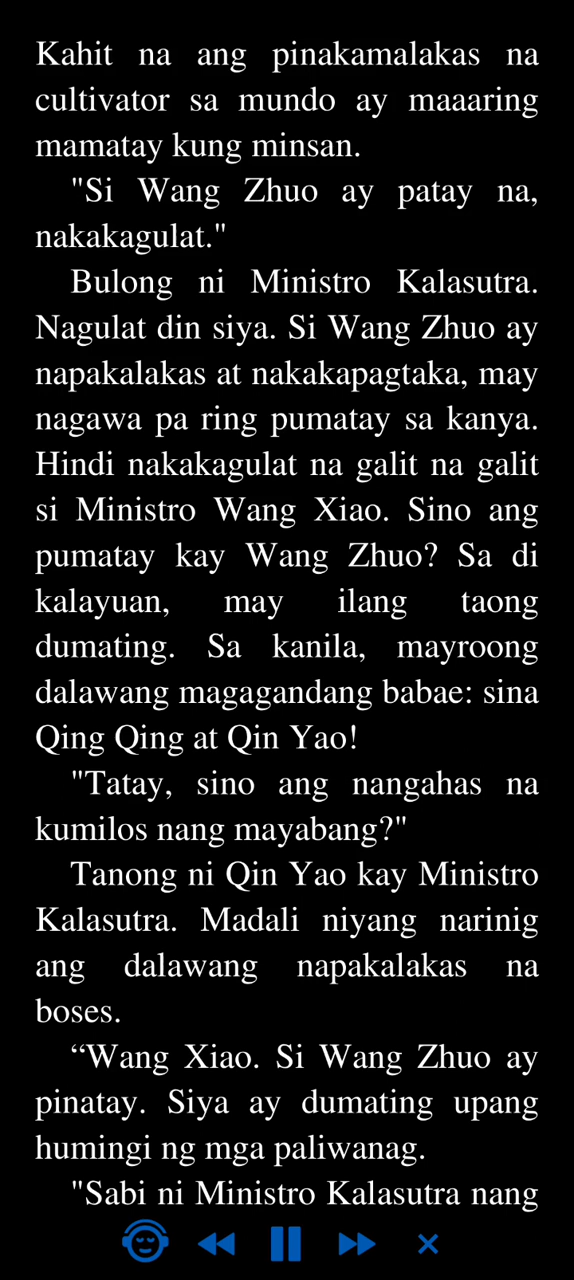 Kahit na ang pinakamalakas na
cultivator sa mundo ay maaaring
mamatay kung minsan.
"Si Wang Zhuo ay patay na,
nakakagulat."
Bulong ni Ministro Kalasutra.
Nagulat din siya. Si Wang Zhuo ay
napakalakas at nakakapagtaka, may
nagawa pa ring pumatay sa kanya.
Hindi nakakagulat na galit na galit
si Ministro Wang Xiao. Sino ang
pumatay kay Wang Zhuo? Sa di
kalayuan, may ilang taong
dumating. Sa kanila, mayroong
dalawang magagandang babae: sina
Qing Qing at Qin Yao!
"Tatay, sino ang nangahas na
kumilos nang mayabang?"
Tanong ni Qin Yao kay Ministro
Kalasutra. Madali niyang narinig
ang dalawang napakalakas na
boses.
“Wang Xiao. Si Wang Zhuo ay
pinatay. Siya ay dumating upang
humingi ng mga paliwanag.
"Sabi ni Ministro Kalasutra nang